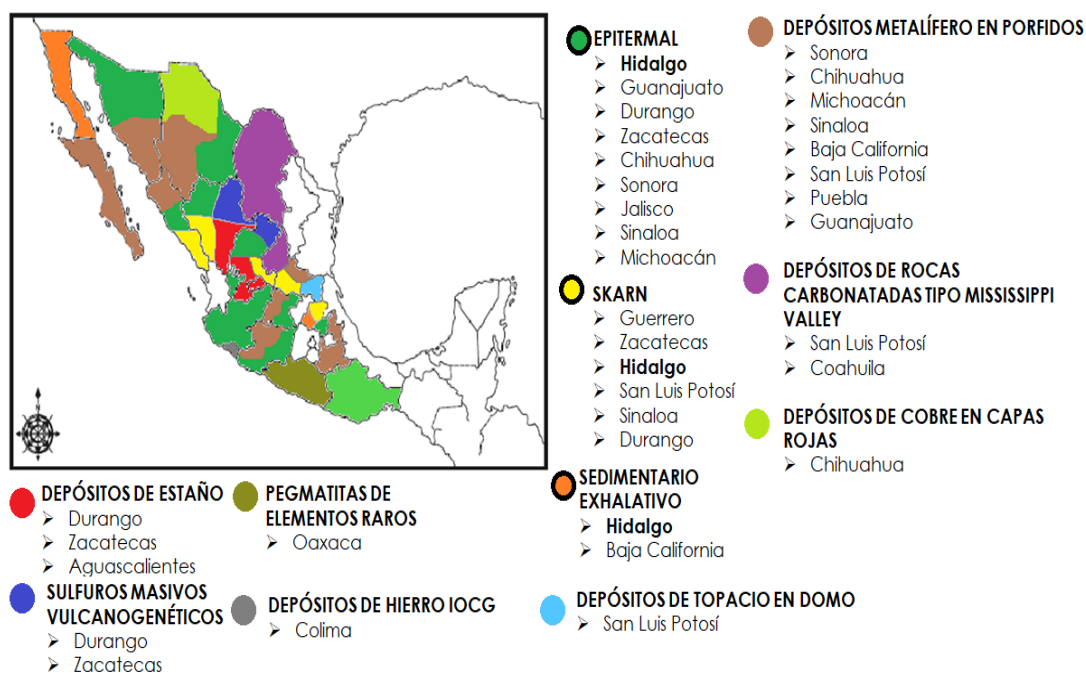 EPITERMAL
➢ Hidalgo
➢ Guanajuato
➢ Durango
➢ Zacatecas
➢ Chihuahua
➢ Sonora
➢ Jalisco
➢ Sinaloa
➢ Michoacán
SKARN
➢ Guerrero
➢ Zacatecas
➢ Hidalgo
➢ San Luis Potosí
➢ Sinaloa
➢ Durango
SEDIMENTARIO
EXHALATIVO
➢ Hidalgo
➢ Baja California
DEPÓSITOS METALÍFERO EN PORFIDOS
➢ Sonora
➢ Chihuahua
➢ Michoacán
➢ Sinaloa
➢ Baja California
➢ San Luis Potosí
➢ Puebla
➢ Guanajuato
DEPÓSITOS DE ROCAS
CARBONATADAS TIPO MISSISSIPPI
VALLEY
➢ San Luis Potosí
➢ Coahuila
DEPÓSITOS DE COBRE EN CAPAS
ROJAS
➢ Chihuahua
DEPÓSITOS DE ESTAÑO
➢ Durango
➢ Zacatecas
➢ Aguascalientes
SULFUROS MASIVOS
VULCANOGENÉTICOS
➢ Durango
➢ Zacatecas
PEGMATITAS DE
ELEMENTOS RAROS
➢ Oaxaca
DEPÓSITOS DE HIERRO IOCG
➢ Colima
DEPÓSITOS DE TOPACIO EN DOMO
➢ San Luis Potosí